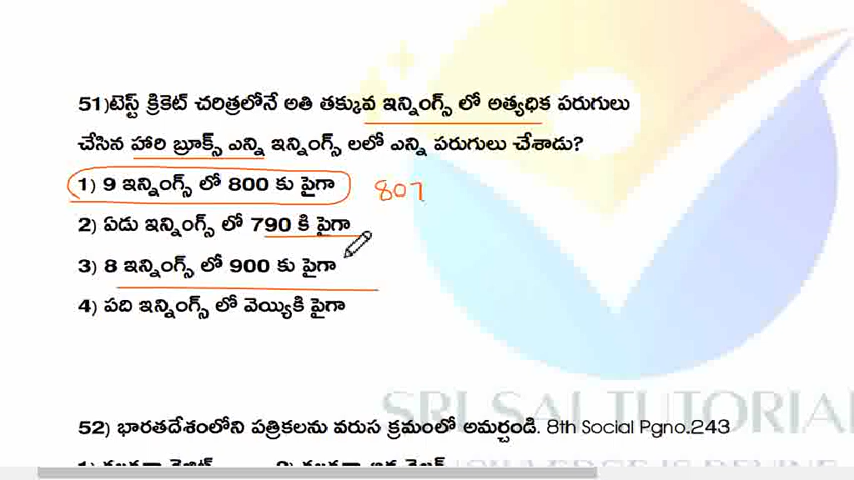 51)టెస్ట్ క్రికెట్ చరిత్రలోనే అతి తక్కువ ఇన్నింగ్స్ లో అత్యధిక పరుగులు
చేసిన హారి బ్రూక్స్ ఎన్ని ఇన్నింగ్స్ లలో ఎన్ని పరుగులు చేశాడు?
1) 9 ఇన్నింగ్స్ లో 800 కు పైగా 807
2) ఏడు ఇన్నింగ్స్ లో 790 కి పైగా
3) 8 ఇన్నింగ్స్ లో 900 కు పైగా
4) పది ఇన్నింగ్స్ లో వెయ్యికి పైగా
SRI SAI TUTORIA
52) భారతదేశంలోని పత్రికలను వరుస క్రమంలో అమర్చండి. 8th Social Pgno.243